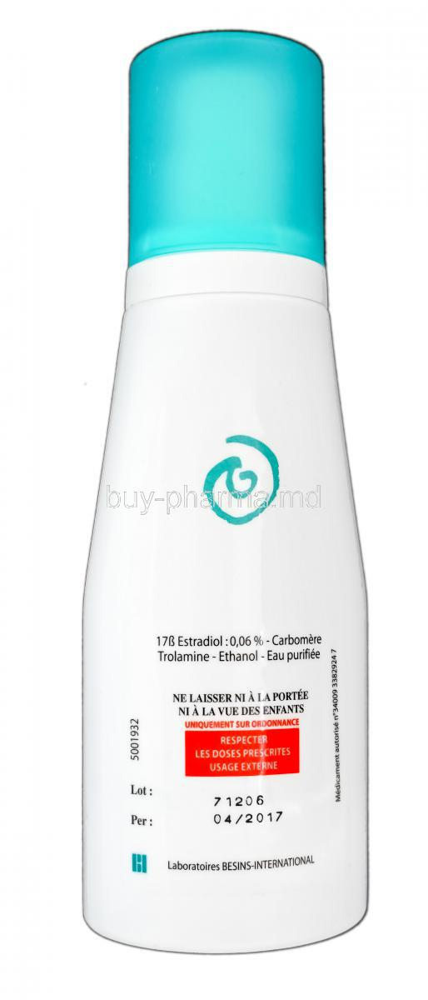 buy-pharma.md
17ß Estradiol : 0,06 % - Carbomère
Trolamine - Ethanol - Eau purifiée
NE LAISSER NI À LA PORTÉE
NI À LA VUE DES ENFANTS
UNIQUEMENT SUR ORDONNANCE
RESPECTER
LES DOSES PRESCRITES
USAGE EXTERNE
5001932
Médicament autorisé n°34009 3382924 7
Lot : 71206
Per : 04/2017
Laboratoires BESINS-INTERNATIONAL